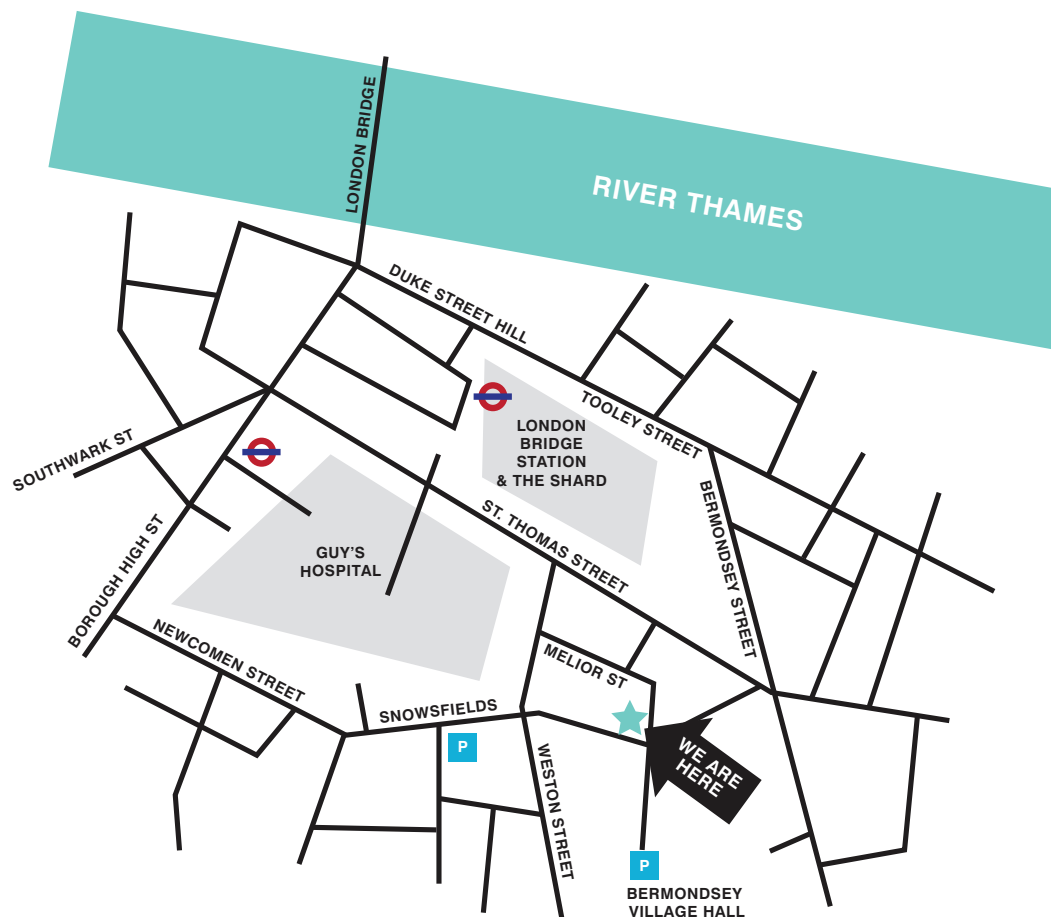 LONDON BRIDGE
RIVER THAMES
DUKE STREET HILL
TOOLEY STREET
LONDON
BRIDGE
STATION
& THE SHARD
SOUTHWARK ST
BERMONDSEY STREET
ST. THOMAS STREET
GUY'S
HOSPITAL
BOROUGH HIGH ST
NEWCOMEN STREET
MELIOR ST
SNOWSFIELDS
P
WESTON STREET
WE ARE
HERE
P
BERMONDSEY
VILLAGE HALL